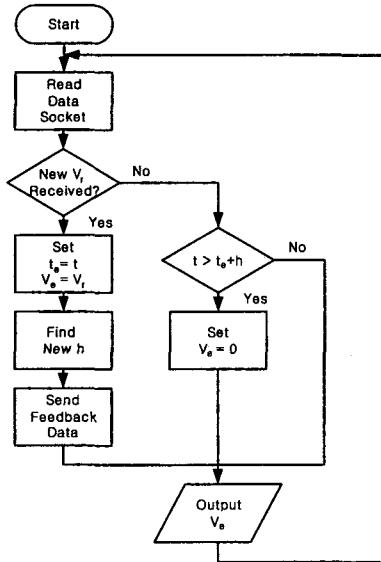 Start
Read
Data
Socket
New Vr
Received?
No
Yes
Set
te = t
Ve = Vr
t > te+h
No
Yes
Find
New h
Set
Ve = 0
Send
Feedback
Data
Output
Ve